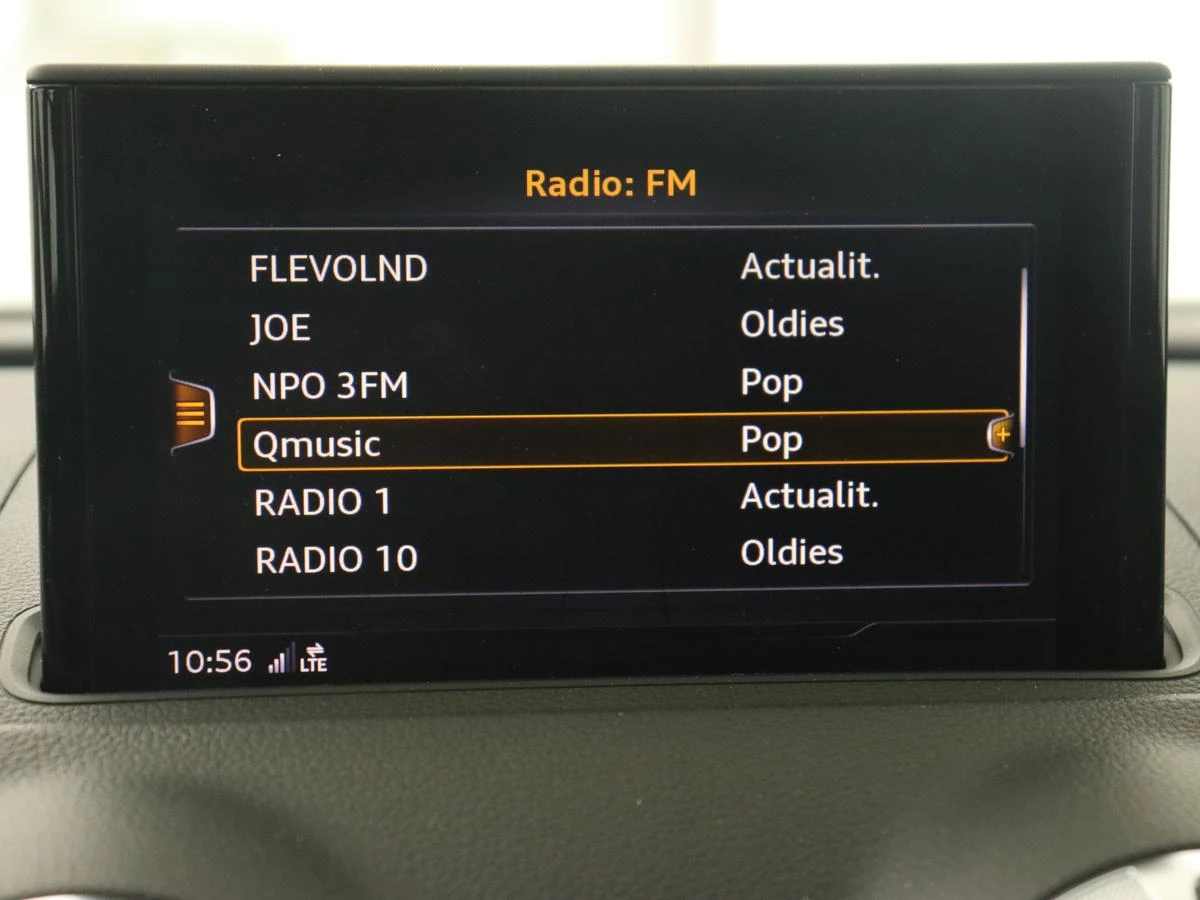 Radio: FM
FLEVOLND Actualit.
JOE Oldies
NPO 3FM Pop
Qmusic Pop
RADIO 1 Actualit.
RADIO 10 Oldies
10:56 LTE